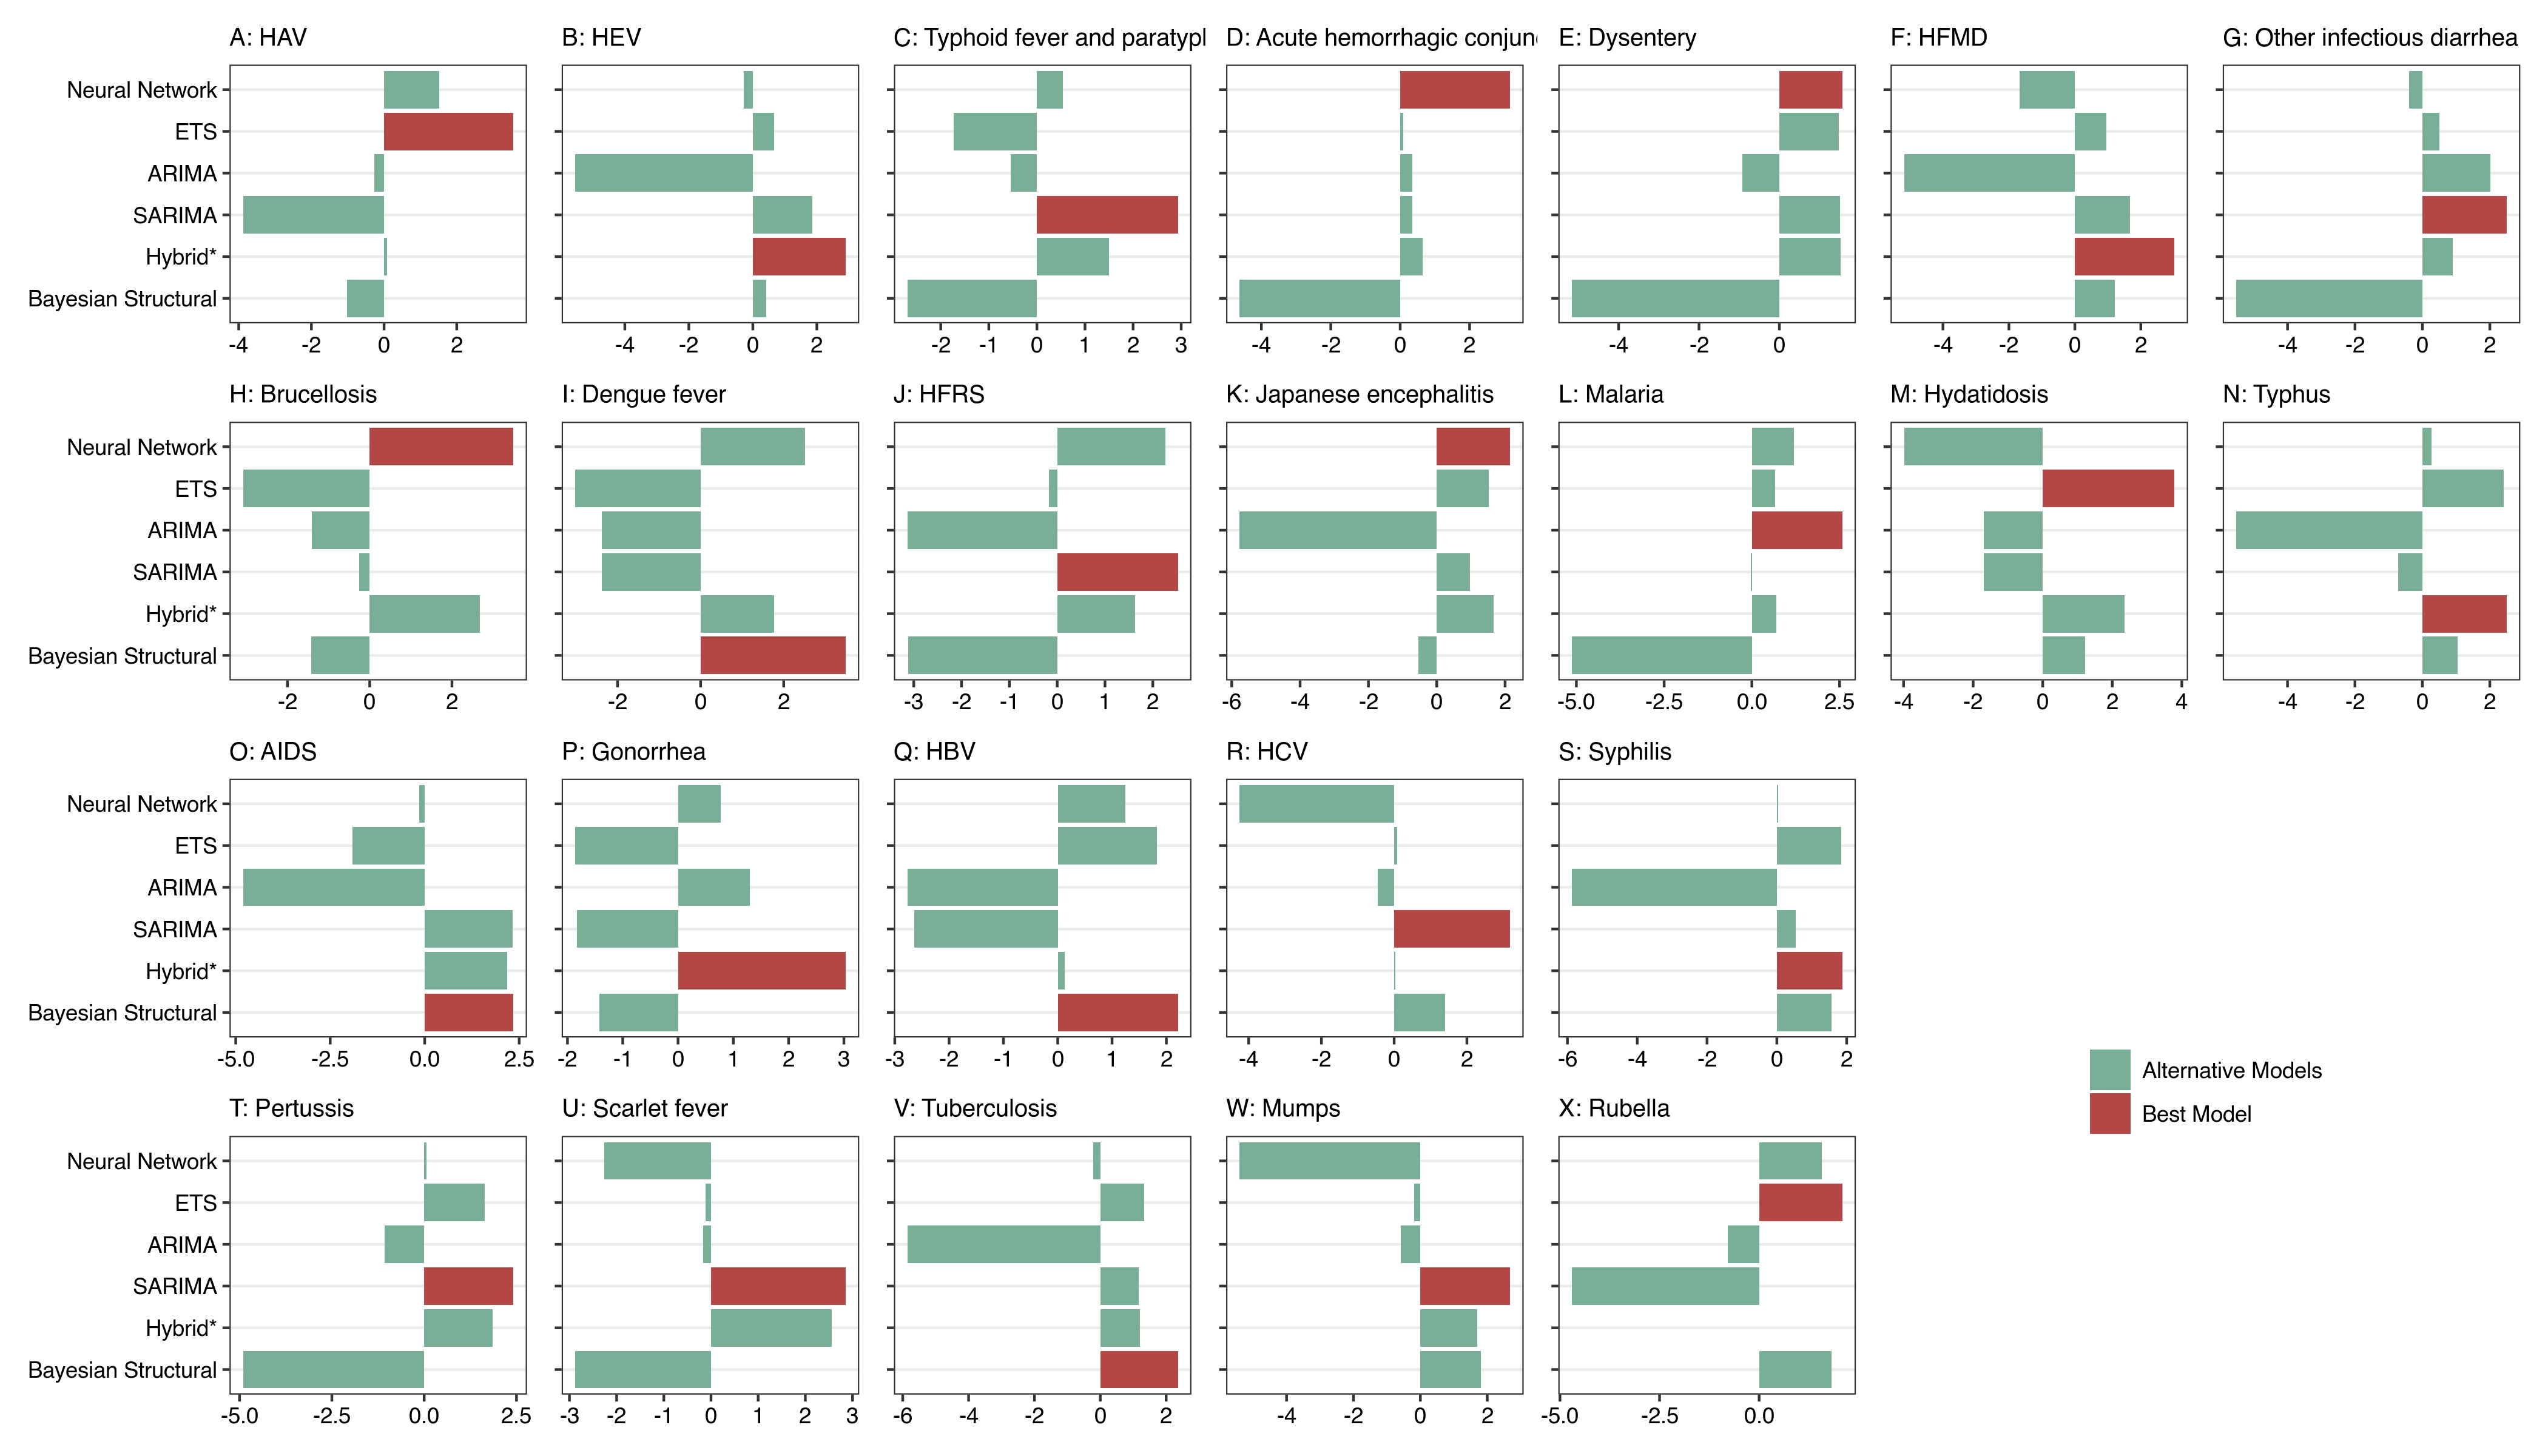 A: HAV
B: HEV
C: Typhoid fever and paratypl
D: Acute hemorrhagic conjun
E: Dysentery
F: HFMD
G: Other infectious diarrhea
Neural Network
ETS
ARIMA
SARIMA
Hybrid*
Bayesian Structural
-4 -2 0 2
-4 -2 0 2
-2 -1 0 1 2 3
-4 -2 0 2
-4 -2 0
-4 -2 0 2
-4 -2 0 2
H: Brucellosis
I: Dengue fever
J: HFRS
K: Japanese encephalitis
L: Malaria
M: Hydatidosis
N: Typhus
Neural Network
ETS
ARIMA
SARIMA
Hybrid*
Bayesian Structural
-2 0 2
-2 0 2
-3 -2 -1 0 1 2
-6 -4 -2 0 2
-5.0 -2.5 0.0 2.5
-4 -2 0 2 4
-4 -2 0 2
O: AIDS
P: Gonorrhea
Q: HBV
R: HCV
S: Syphilis
Neural Network
ETS
ARIMA
SARIMA
Hybrid*
Bayesian Structural
-5.0 -2.5 0.0 2.5
-2 -1 0 1 2 3
-3 -2 -1 0 1 2
-4 -2 0 2
-6 -4 -2 0 2
Alternative Models
Best Model
T: Pertussis
U: Scarlet fever
V: Tuberculosis
W: Mumps
X: Rubella
Neural Network
ETS
ARIMA
SARIMA
Hybrid*
Bayesian Structural
-5.0 -2.5 0.0 2.5
-3 -2 -1 0 1 2 3
-6 -4 -2 0 2
-4 -2 0 2
-5.0 -2.5 0.0